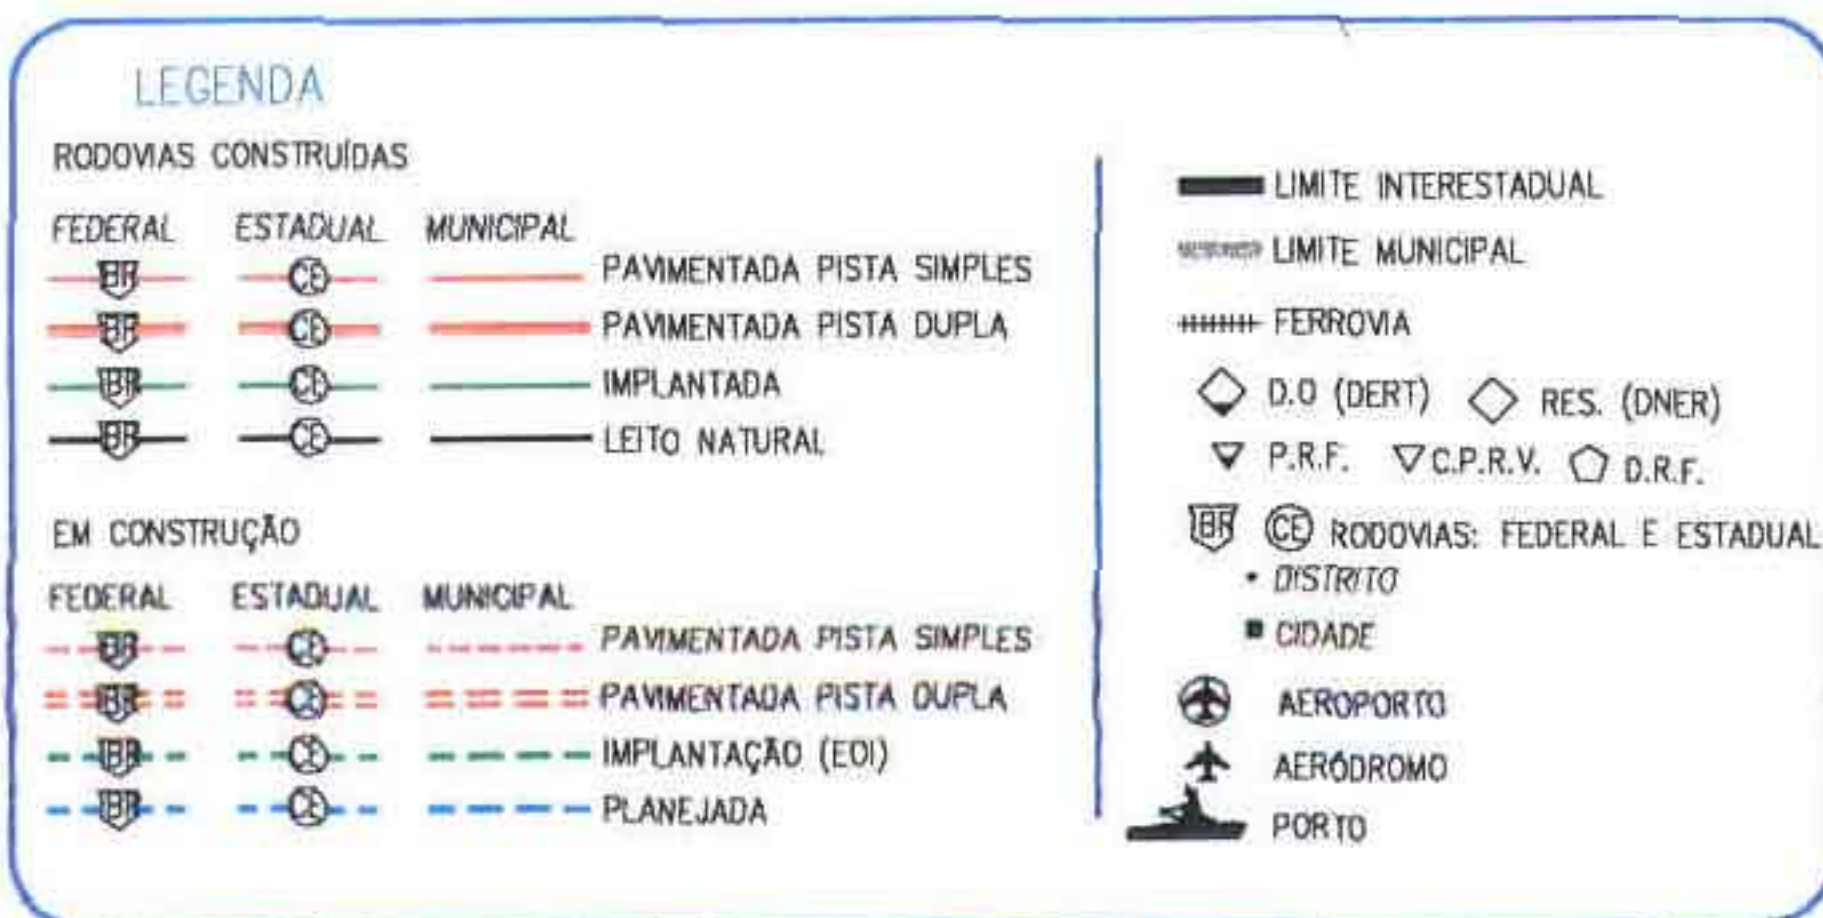 LEGENDA
RODOVIAS CONSTRUÍDAS
FEDERAL ESTADUAL MUNICIPAL
BR CE PAVIMENTADA PISTA SIMPLES
BR CE PAVIMENTADA PISTA DUPLA
BR CE IMPLANTADA
BR CE LEITO NATURAL
EM CONSTRUÇÃO
FEDERAL ESTADUAL MUNICIPAL
BR CE PAVIMENTADA PISTA SIMPLES
BR CE PAVIMENTADA PISTA DUPLA
BR CE IMPLANTAÇÃO (EOI)
BR CE PLANEJADA
LIMITE INTERESTADUAL
LIMITE MUNICIPAL
FERROVIA
D.O (DERT) RES. (DNER)
P.R.F. C.P.R.V. D.R.F.
BR CE RODOVIAS: FEDERAL E ESTADUAL
DISTRITO
CIDADE
AEROPORTO
AERÓDROMO
PORTO